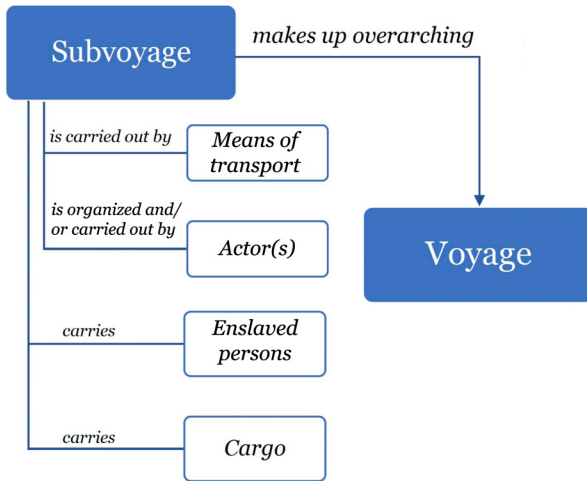 Subvoyage
makes up overarching
is carried out by
Means of
transport
is organized and/
or carried out by
Actor(s)
Voyage
carries
Enslaved
persons
carries
Cargo